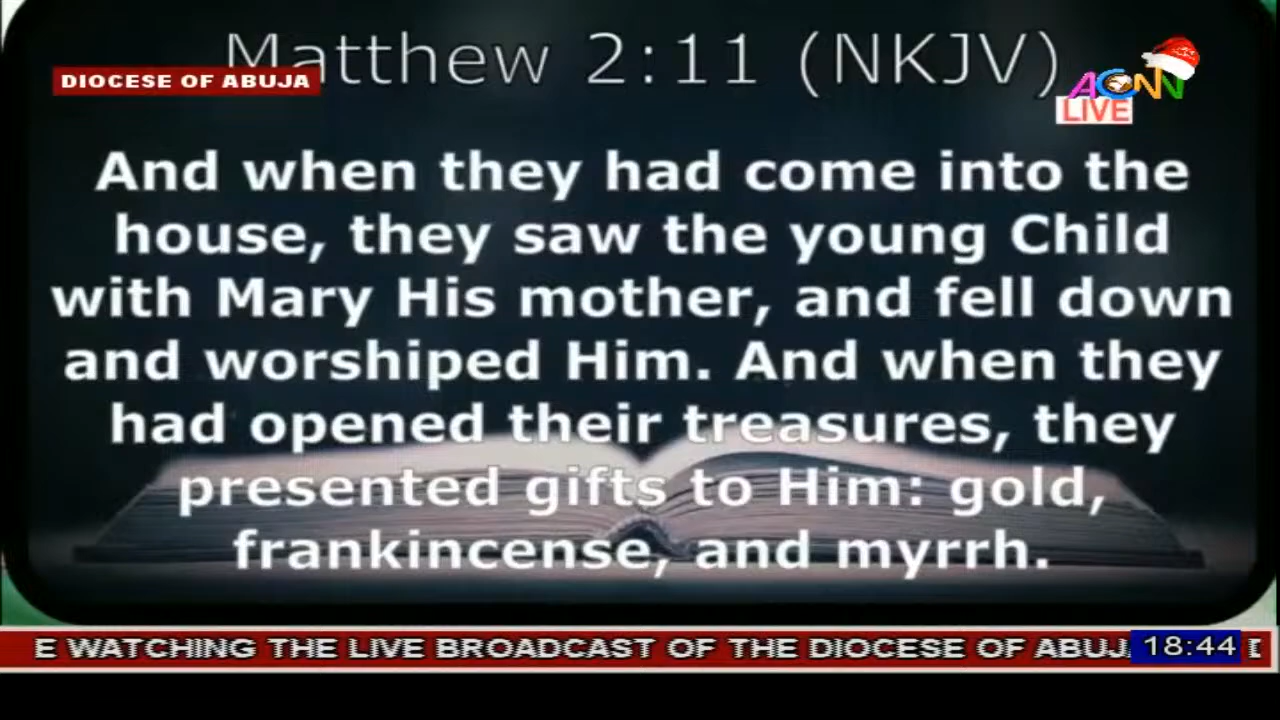 Matthew 2:11 (NKJV)
DIOCESE OF ABUJA
ACNN
LIVE
And when they had come into the
house, they saw the young Child
with Mary His mother, and fell down
and worshiped Him. And when they
had opened their treasures, they
presented gifts to Him: gold,
frankincense, and myrrh.
E WATCHING THE LIVE BROADCAST OF THE DIOCESE OF ABUJ
18:44